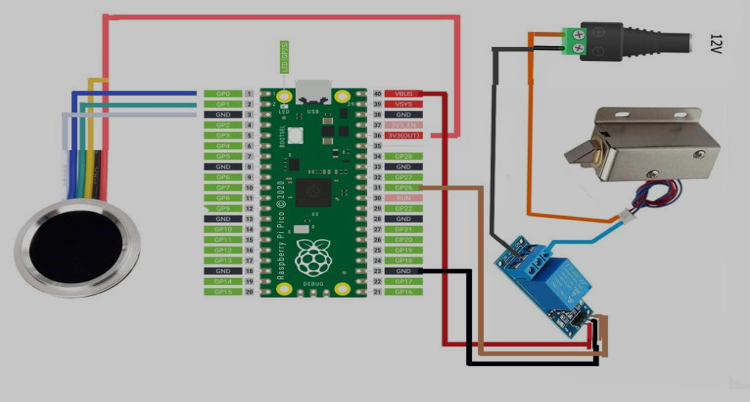 12V
LED (GP25)
GP0 1
GP1 2
GND 3
GP2 4
GP3 5
GP4 6
GP5 7
GND 8
GP6 9
GP7 10
GP8 11
GP9 12
GND 13
GP10 14
GP11 15
GP12 16
GP13 17
GND 18
GP14 19
GP15 20
LED
USB
BOOTSEL
Raspberry Pi Pico © 2020
DEBUG
40 VBUS
39 VSYS
38 GND
37 3V3_EN
36 3V3(OUT)
35
34 GP28
33 GND
32 GP27
31 GP26
30 RUN
29 GP22
28 GND
27 GP21
26 GP20
25 GP19
24 GP18
23 GND
22 GP17
21 GP16